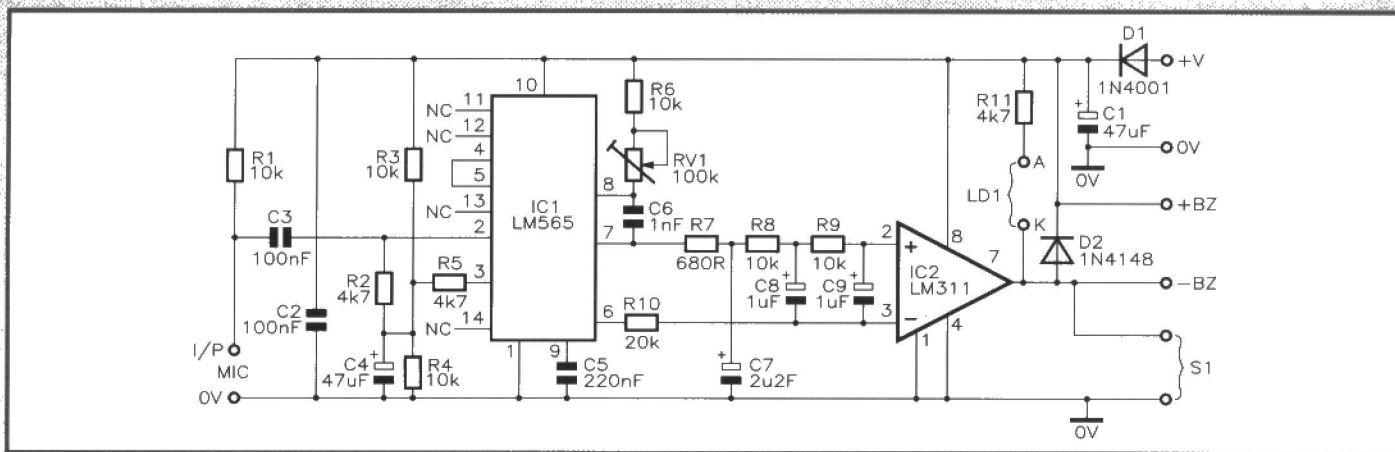 D1
+V
1N4001
10
R6
10k
R11
4k7
C1
47uF
11
NC
12
NC
4
5
13
NC
R1
10k
R3
10k
RV1
100k
A
LD1
K
0V
0V
+BZ
IC1
LM565
8
7
C6
1nF
C3
100nF
2
R7
680R
R8
10k
R9
10k
2
+
8
7
IC2
LM311
D2
1N4148
-BZ
R2
4k7
R5
4k7
3
C2
100nF
C8
1uF
C9
1uF
3
−
1
4
14
NC
6
R10
20k
I/P
MIC
0V
C4
47uF
R4
10k
1
9
C5
220nF
C7
2u2F
S1
0V